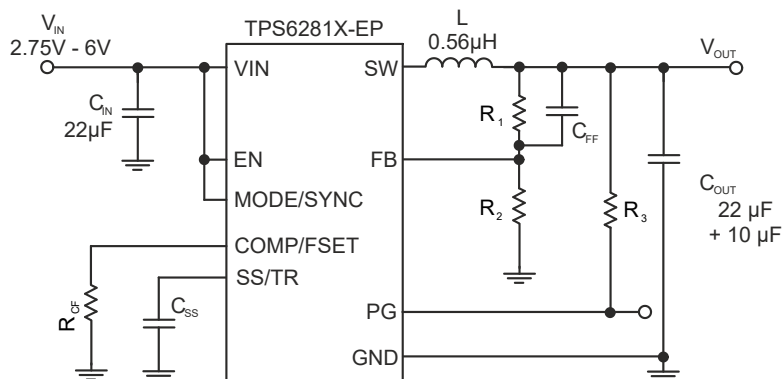 TPS6281X-EP
VIN
2.75V - 6V
CIN
22µF
VIN
EN
MODE/SYNC
COMP/FSET
SS/TR
RCF
CSS
SW
FB
PG
GND
L
0.56µH
R1
CFF
R2
R3
VOUT
COUT
22 µF
+ 10 µF